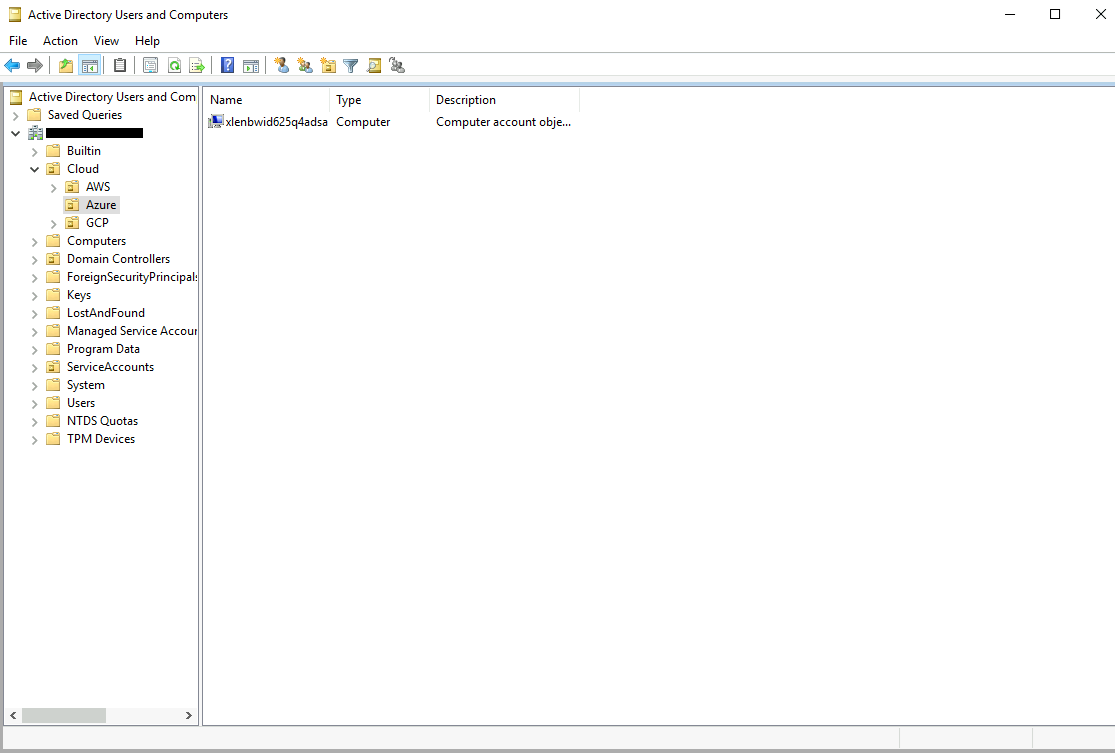 Active Directory Users and Computers
File Action View Help
Active Directory Users and Com
Name Type Description
Saved Queries
xlenbwid625q4adsa Computer Computer account obje...
Builtin
Cloud
AWS
Azure
GCP
Computers
Domain Controllers
ForeignSecurityPrincipals
Keys
LostAndFound
Managed Service Accour
Program Data
ServiceAccounts
System
Users
NTDS Quotas
TPM Devices